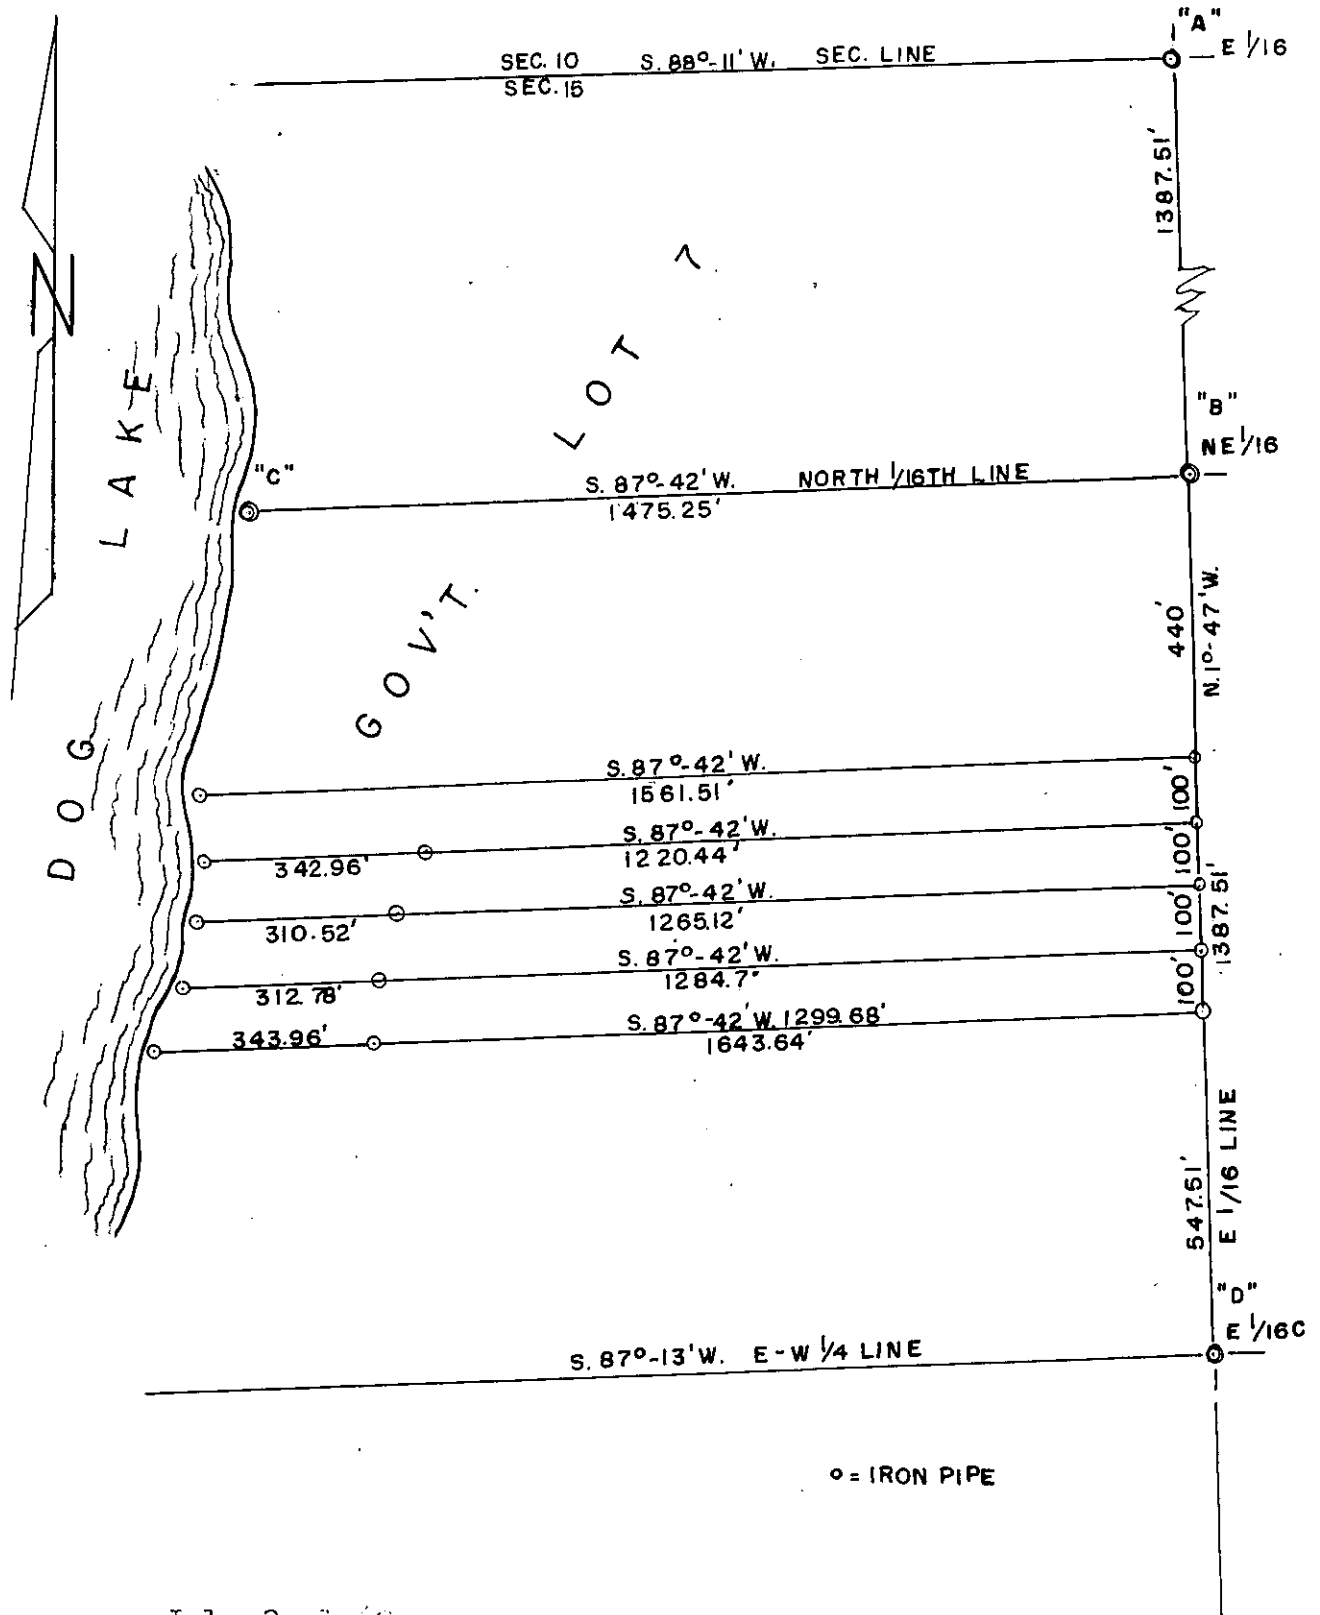 "A"
E 1/16
SEC. 10 S. 88°-11' W. SEC. LINE
SEC. 15
1387.51'
N
GOV'T. LOT 7
DOG LAKE
"B"
NE 1/16
"C"
S. 87°-42' W. NORTH 1/16TH LINE
1475.25'
440'
N. 1°-47' W.
S. 87°-42' W.
1561.51'
100'
S. 87°-42' W.
342.96' 1220.44'
100'
S. 87°-42' W.
310.52' 1265.12'
100'
1387.51'
S. 87°-42' W.
312.78' 1284.7'
100'
S. 87°-42' W. 1299.68'
343.96' 1643.64'
547.51'
E 1/16 LINE
"D"
E 1/16C
S. 87°-13' W. E-W 1/4 LINE
o = IRON PIPE